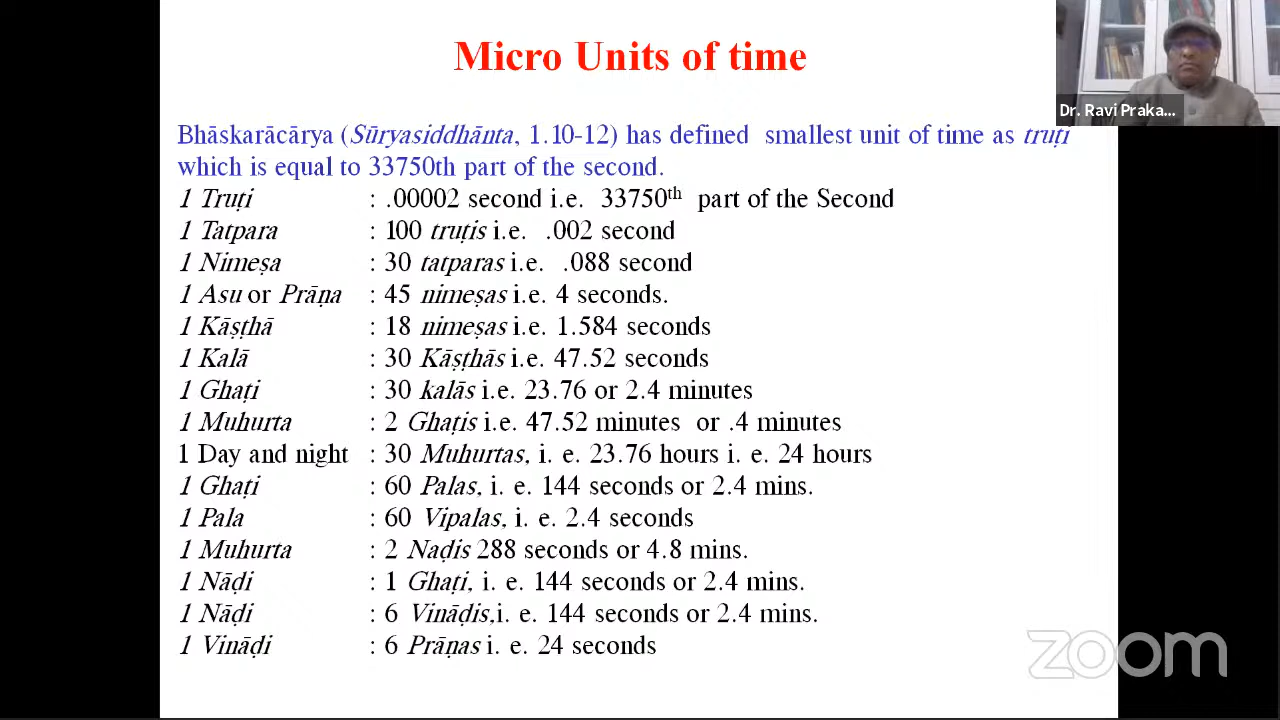 Micro Units of time
Dr. Ravi Praka...
Bhāskarācārya (Sūryasiddhānta, 1.10-12) has defined smallest unit of time as truṭi
which is equal to 33750th part of the second.
1 Truṭi : .00002 second i.e. 33750th part of the Second
1 Tatpara : 100 truṭis i.e. .002 second
1 Nimeṣa : 30 tatparas i.e. .088 second
1 Asu or Prāṇa : 45 nimeṣas i.e. 4 seconds.
1 Kāṣṭhā : 18 nimeṣas i.e. 1.584 seconds
1 Kalā : 30 Kāṣṭhās i.e. 47.52 seconds
1 Ghaṭi : 30 kalās i.e. 23.76 or 2.4 minutes
1 Muhurta : 2 Ghaṭis i.e. 47.52 minutes or .4 minutes
1 Day and night : 30 Muhurtas, i. e. 23.76 hours i. e. 24 hours
1 Ghaṭi : 60 Palas, i. e. 144 seconds or 2.4 mins.
1 Pala : 60 Vipalas, i. e. 2.4 seconds
1 Muhurta : 2 Naḍis 288 seconds or 4.8 mins.
1 Nāḍi : 1 Ghaṭi, i. e. 144 seconds or 2.4 mins.
1 Nāḍi : 6 Vināḍis,i. e. 144 seconds or 2.4 mins.
1 Vināḍi : 6 Prāṇas i. e. 24 seconds
zoom